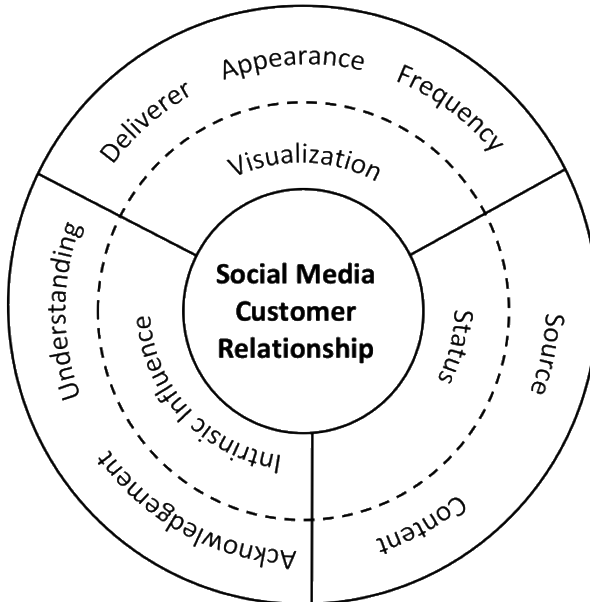 Deliverer
Appearance
Frequency
Visualization
Understanding
Intrinsic Influence
Acknowledgement
Social Media
Customer
Relationship
Status
Source
Content